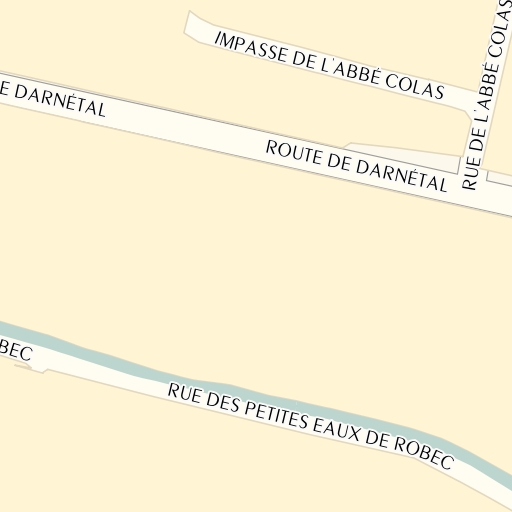 IMPASSE DE L'ABBÉ COLAS
RUE DE L'ABBÉ COLAS
E DARNÉTAL
ROUTE DE DARNÉTAL
BEC
RUE DES PETITES EAUX DE ROBEC